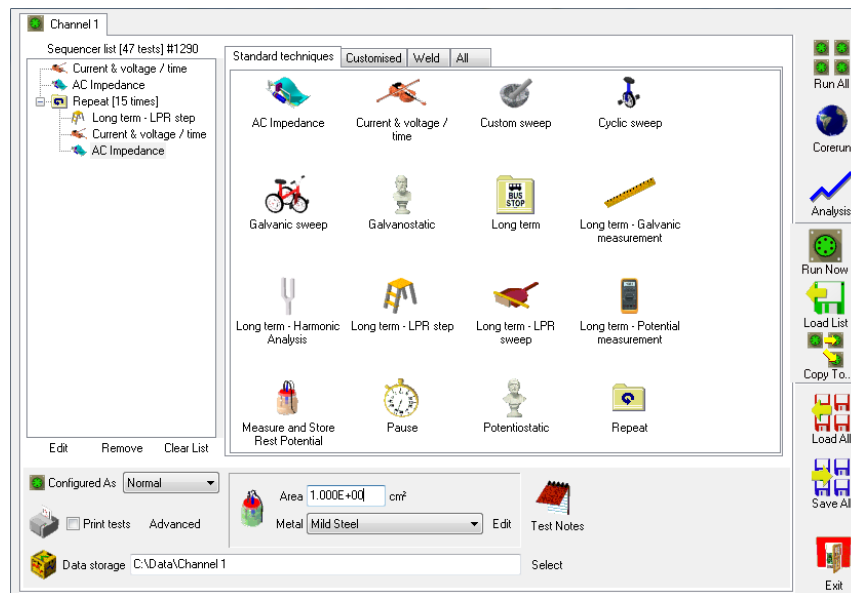 Channel 1
Sequencer list [47 tests] #1290
Current & voltage / time
AC Impedance
Repeat [15 times]
Long term - LPR step
Current & voltage / time
AC Impedance
Edit Remove Clear List
Standard techniques Customised Weld All
AC Impedance
Current & voltage /
time
Custom sweep
Cyclic sweep
Galvanic sweep
Galvanostatic
BUS
STOP
Long term
Long term - Galvanic
measurement
Long term - Harmonic
Analysis
Long term - LPR step
Long term - LPR
sweep
Long term - Potential
measurement
Measure and Store
Rest Potential
Pause
Potentiostatic
Repeat
Configured As Normal
Print tests Advanced
Area 1.000E+00 cm²
Metal Mild Steel Edit
Test Notes
Data storage C:\Data\Channel 1 Select
Run All
Corerun
Analysis
Run Now
Load List
Copy To..
Load All
Save All
Exit